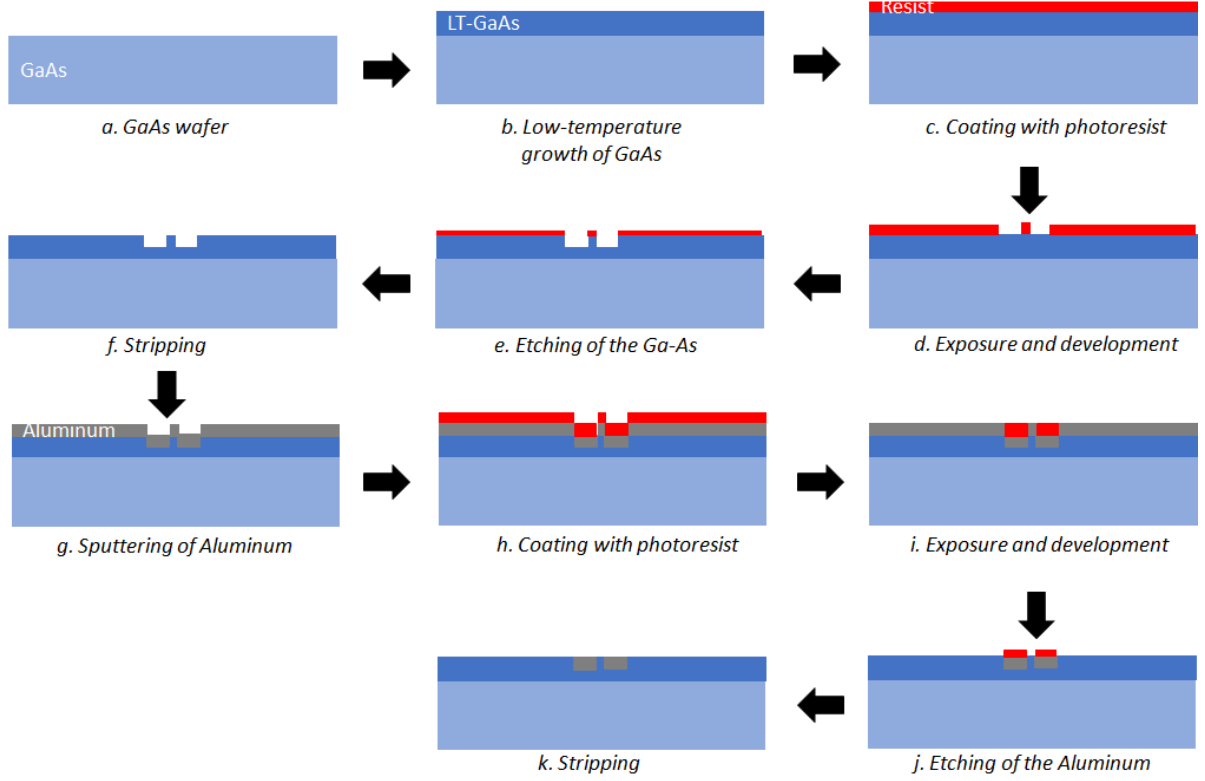 GaAs
a. GaAs wafer
LT-GaAs
b. Low-temperature
growth of GaAs
Resist
c. Coating with photoresist
f. Stripping
e. Etching of the Ga-As
d. Exposure and development
Aluminum
g. Sputtering of Aluminum
h. Coating with photoresist
i. Exposure and development
k. Stripping
j. Etching of the Aluminum